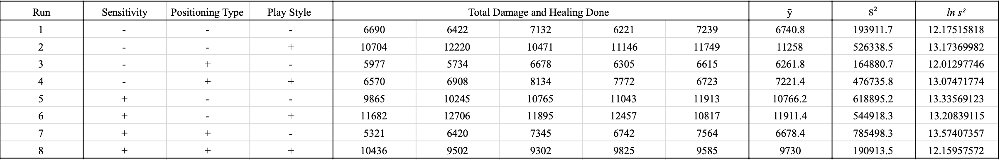 Run Sensitivity Positioning Type Play Style Total Damage and Healing Done ȳ S² ln s²
1 - - - 6690 6422 7132 6221 7239 6740.8 193911.7 12.17515818
2 - - + 10704 12220 10471 11146 11749 11258 526338.5 13.17369982
3 - + - 5977 5734 6678 6305 6615 6261.8 164880.7 12.01297746
4 - + + 6570 6908 8134 7772 6723 7221.4 476735.8 13.07471774
5 + - - 9865 10245 10765 11043 11913 10766.2 618895.2 13.33569123
6 + - + 11682 12706 11895 12457 10817 11911.4 544918.3 13.20839115
7 + + - 5321 6420 7345 6742 7564 6678.4 785498.3 13.57407357
8 + + + 10436 9502 9302 9825 9585 9730 190913.5 12.15957572